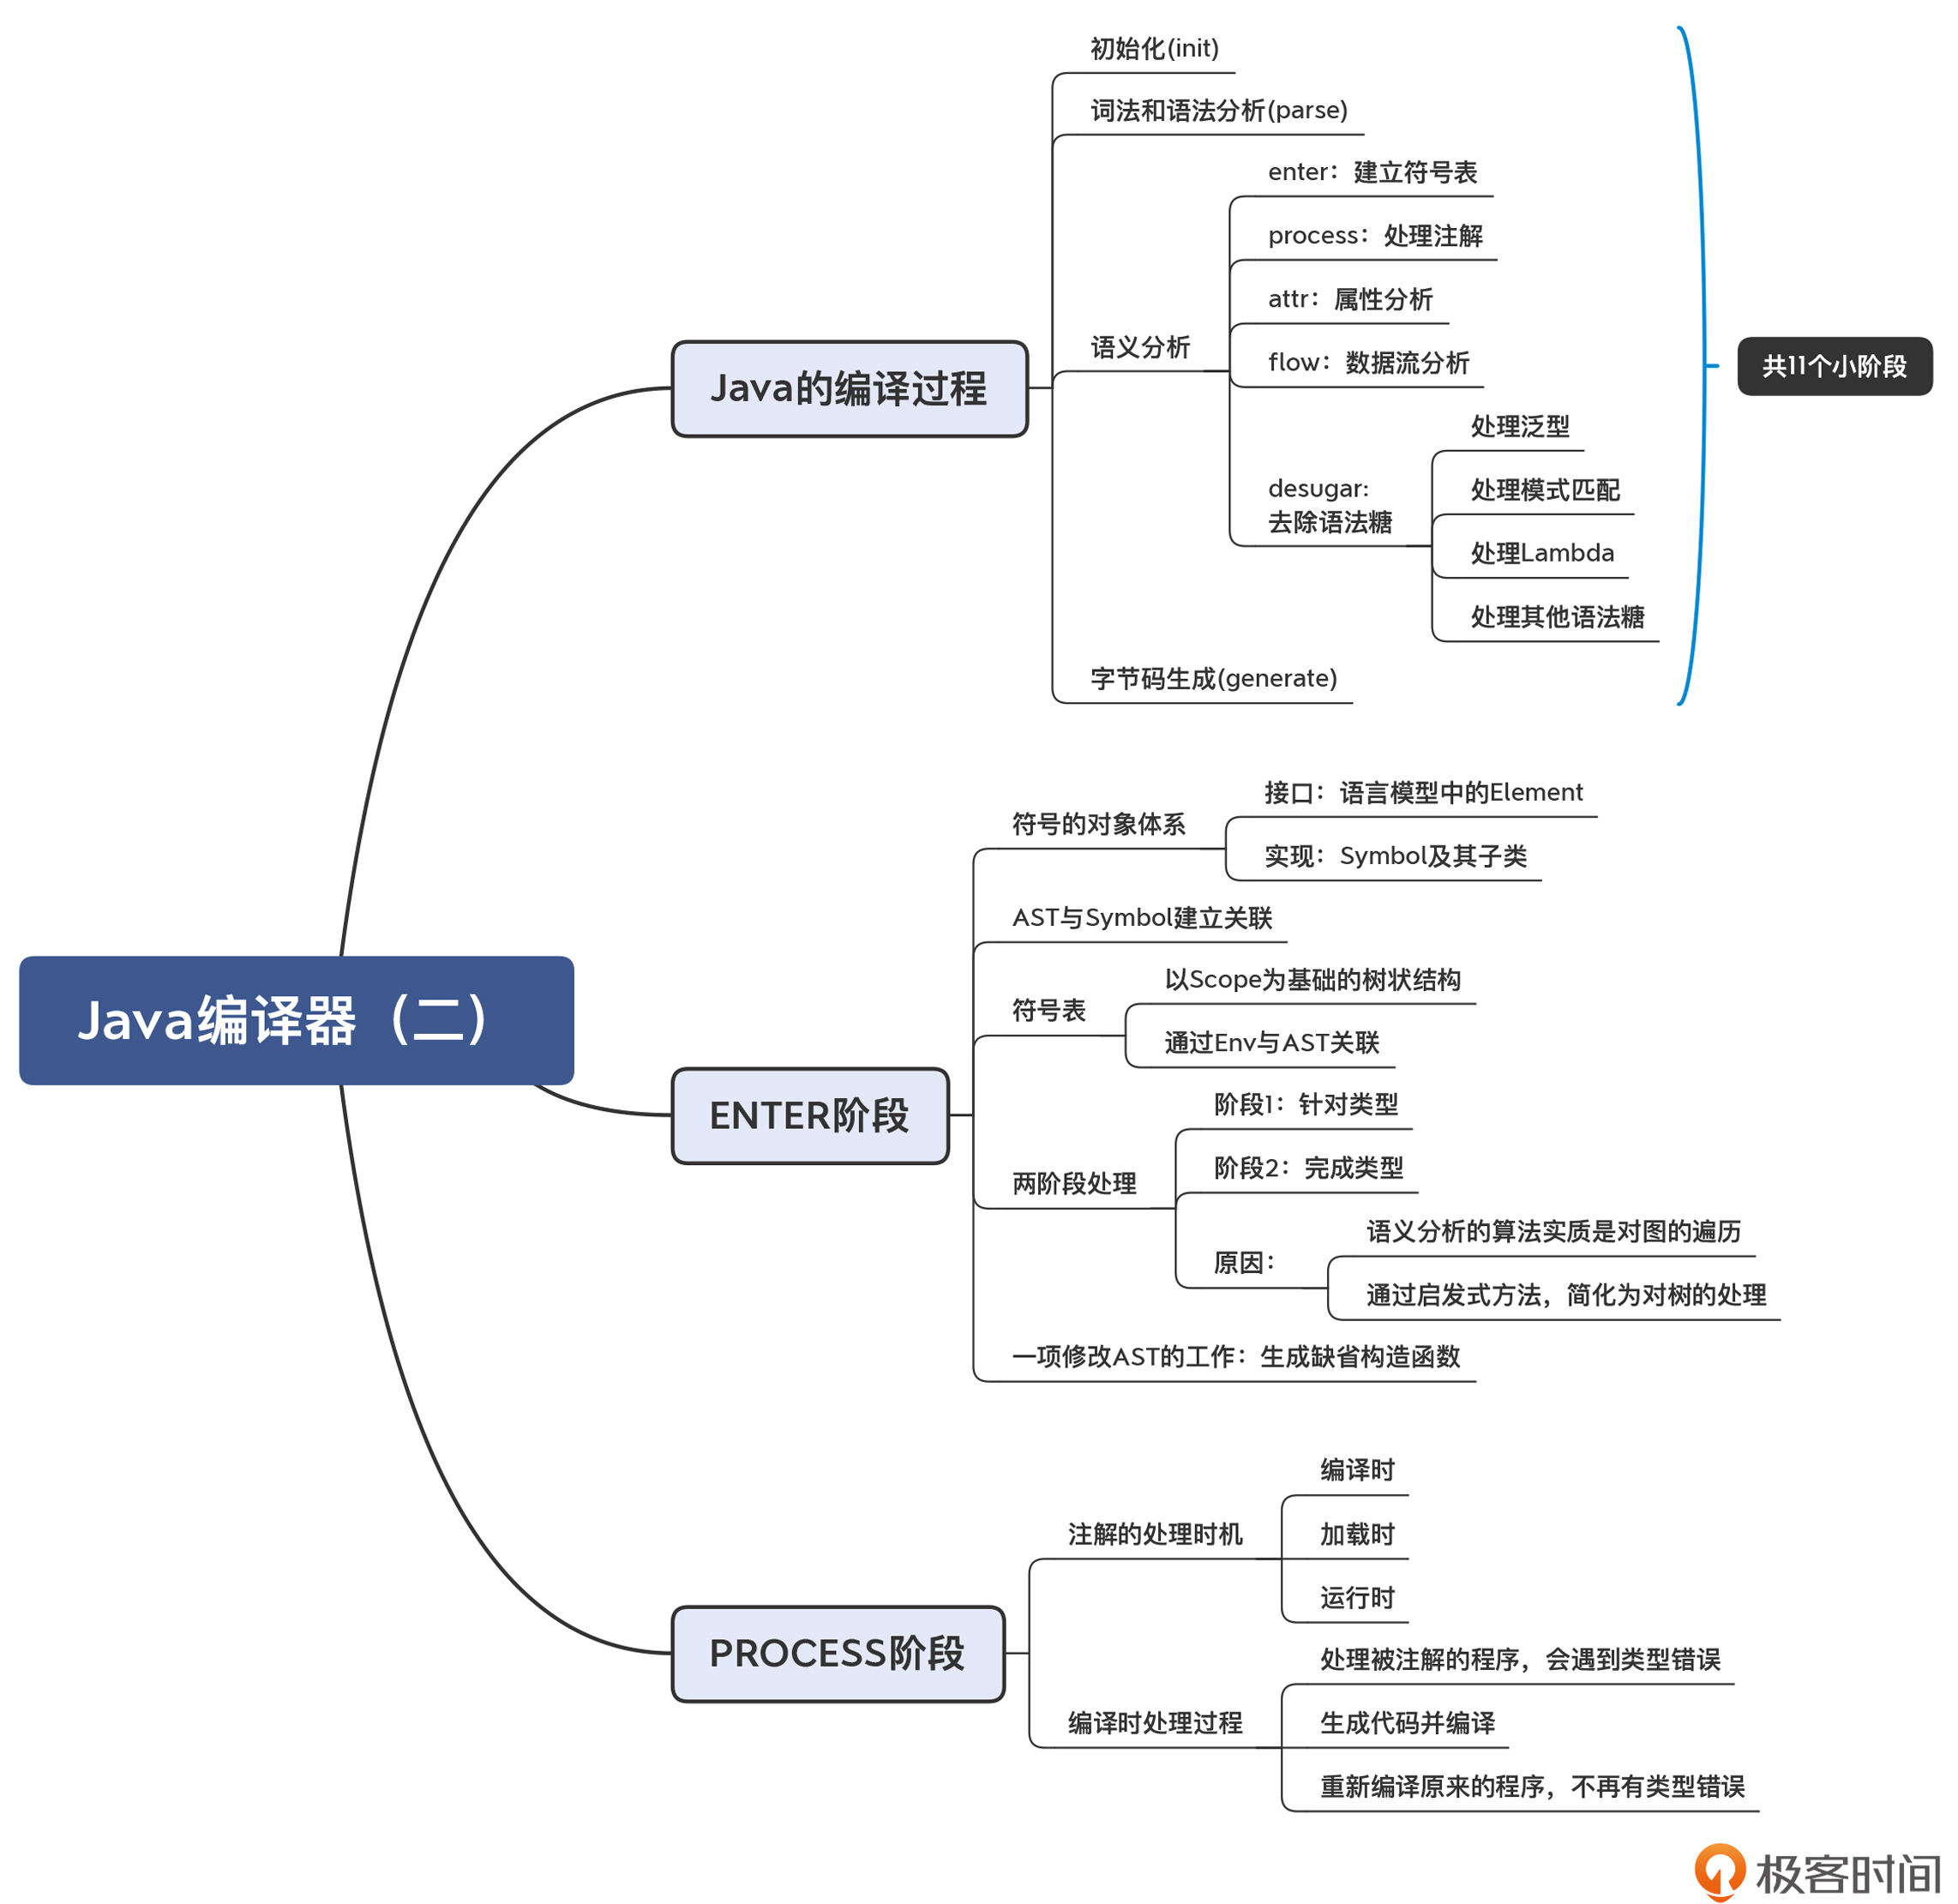 Java编译器（二）
Java的编译过程
初始化(init)
词法和语法分析(parse)
语义分析
enter：建立符号表
process：处理注解
attr：属性分析
flow：数据流分析
desugar:
去除语法糖
处理泛型
处理模式匹配
处理Lambda
处理其他语法糖
字节码生成(generate)
共11个小阶段
ENTER阶段
符号的对象体系
接口：语言模型中的Element
实现：Symbol及其子类
AST与Symbol建立关联
符号表
以Scope为基础的树状结构
通过Env与AST关联
两阶段处理
阶段1：针对类型
阶段2：完成类型
原因：
语义分析的算法实质是对图的遍历
通过启发式方法，简化为对树的处理
一项修改AST的工作：生成缺省构造函数
PROCESS阶段
注解的处理时机
编译时
加载时
运行时
编译时处理过程
处理被注解的程序，会遇到类型错误
生成代码并编译
重新编译原来的程序，不再有类型错误
极客时间